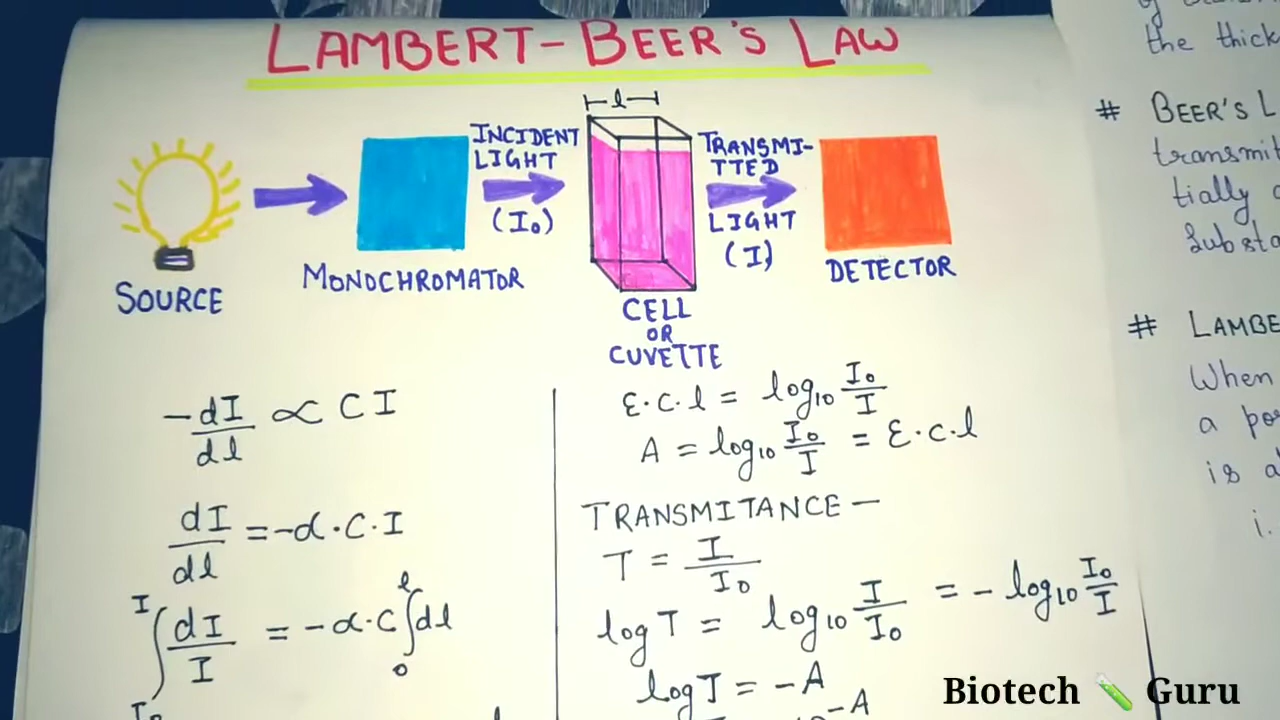 LAMBERT-BEER'S LAW
l
INCIDENT
LIGHT
(I₀)
TRANSMI-
TTED
LIGHT
(I)
SOURCE
MONOCHROMATOR
CELL
OR
CUVETTE
DETECTOR
-dI/dl ∝ CI
dI/dl = -α.C.I
∫ᴵ_I₀ dI/I = -α.C ∫ˡ₀ dl
ε.c.l = log₁₀ I₀/I
A = log₁₀ I₀/I = ε.c.l
TRANSMITANCE -
T = I/I₀
log T = log₁₀ I/I₀ = -log₁₀ I₀/I
log T = -A
-A
the thick
# BEER'S L
transmit
tially
Substa
# LAMBE
When
a po
is a
i.
Biotech Guru